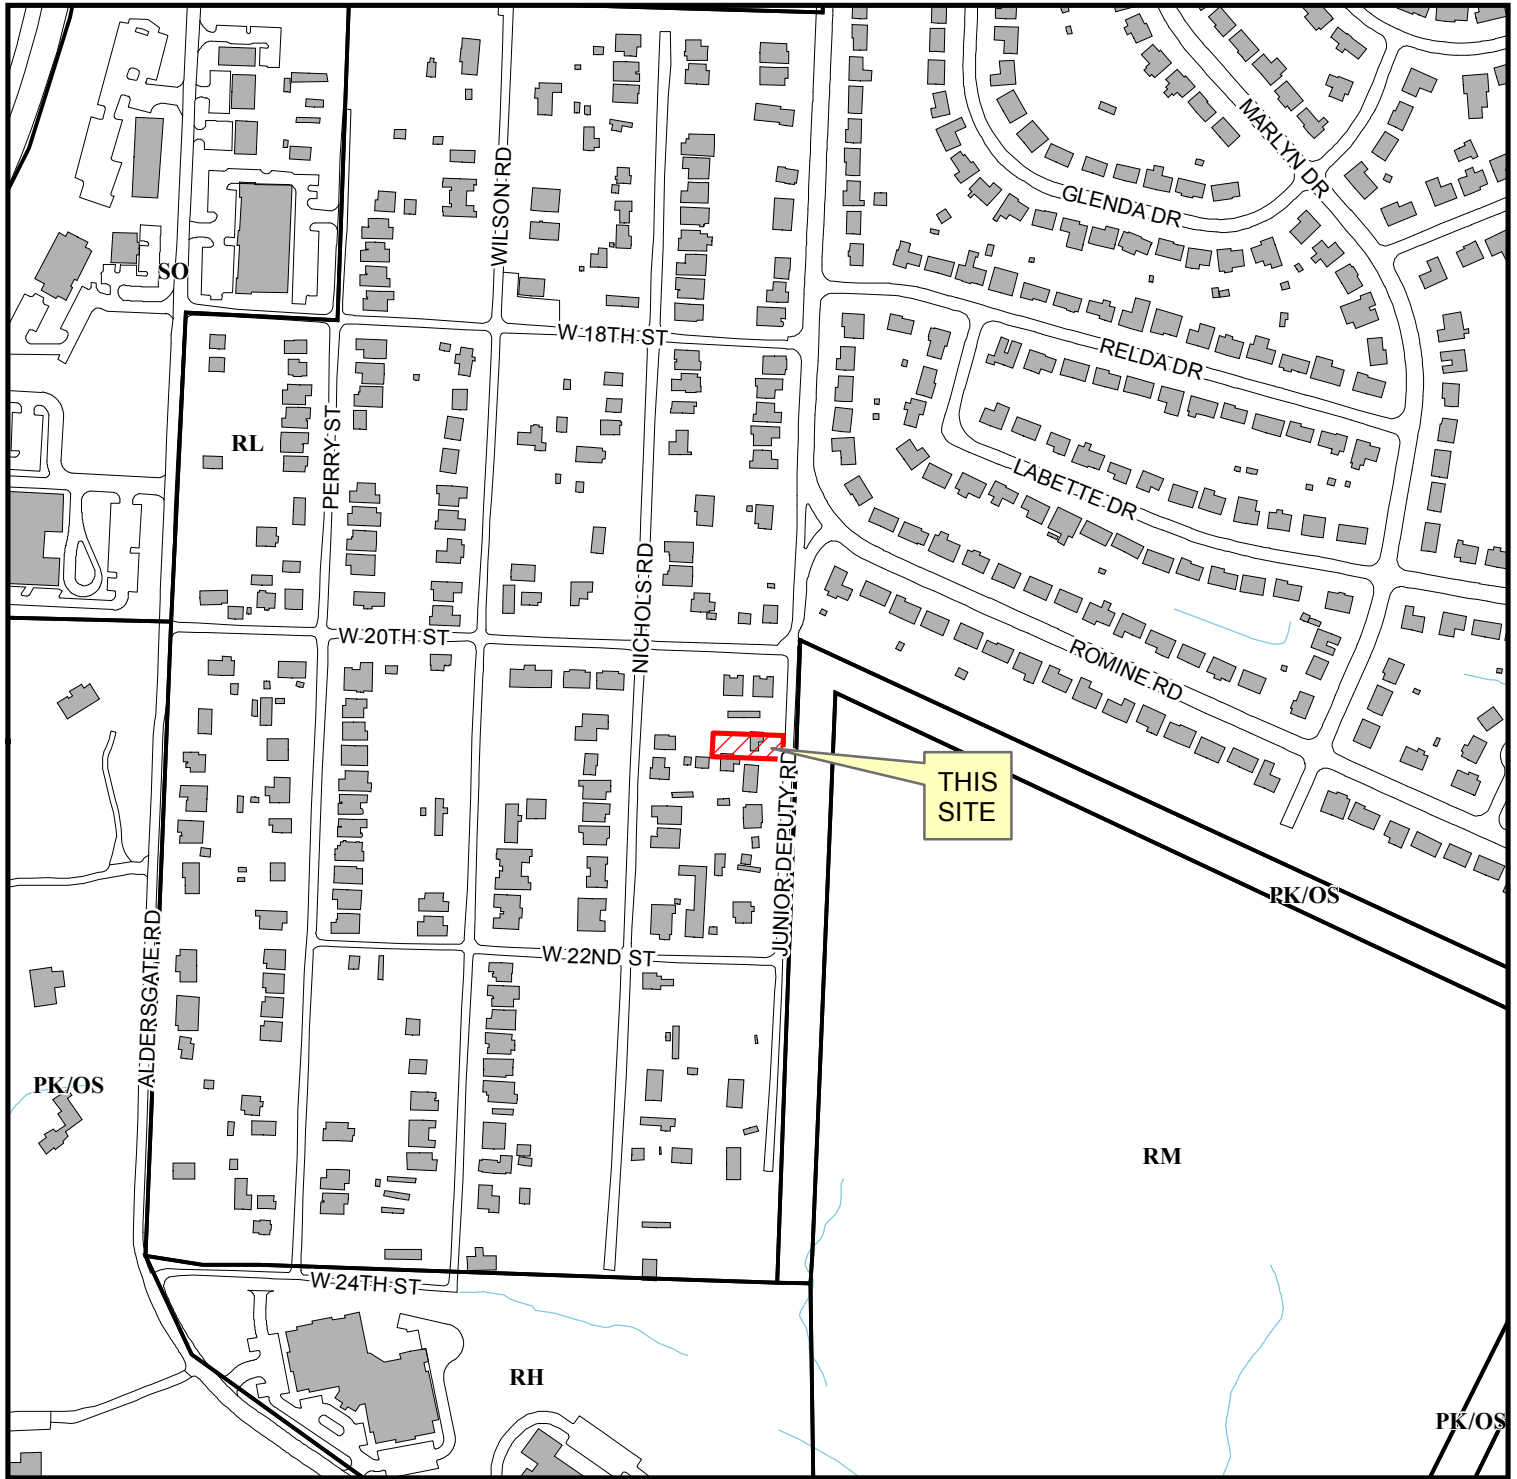 MARLYN DR
WILSON RD
GLENDA DR
SO
W 18TH ST
RELDA DR
RL
PERRY ST
LABETTE DR
NICHOLS RD
W 20TH ST
ROMINE RD
THIS
SITE
JUNIOR DEPUTY RD
PK/OS
ALDERSGATE RD
W 22ND ST
PK/OS
RM
W 24TH ST
RH
PK/OS